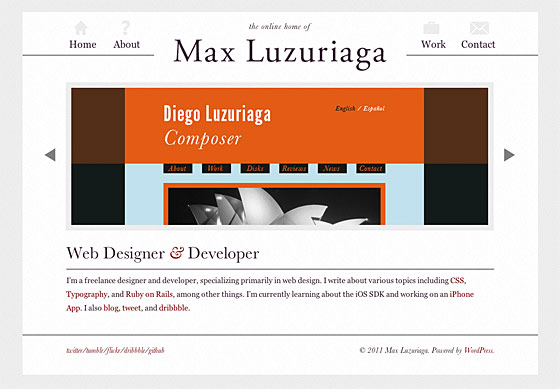 the online home of
Home About Max Luzuriaga Work Contact
Diego Luzuriaga
English / Español
Composer
About Work Disks Reviews News Contact
Web Designer & Developer
I'm a freelance designer and developer, specializing primarily in web design. I write about various topics including CSS,
Typography, and Ruby on Rails, among other things. I'm currently learning about the iOS SDK and working on an iPhone
App. I also blog, tweet, and dribbble.
twitter/tumblr/flickr/dribbble/github © 2011 Max Luzuriaga. Powered by WordPress.